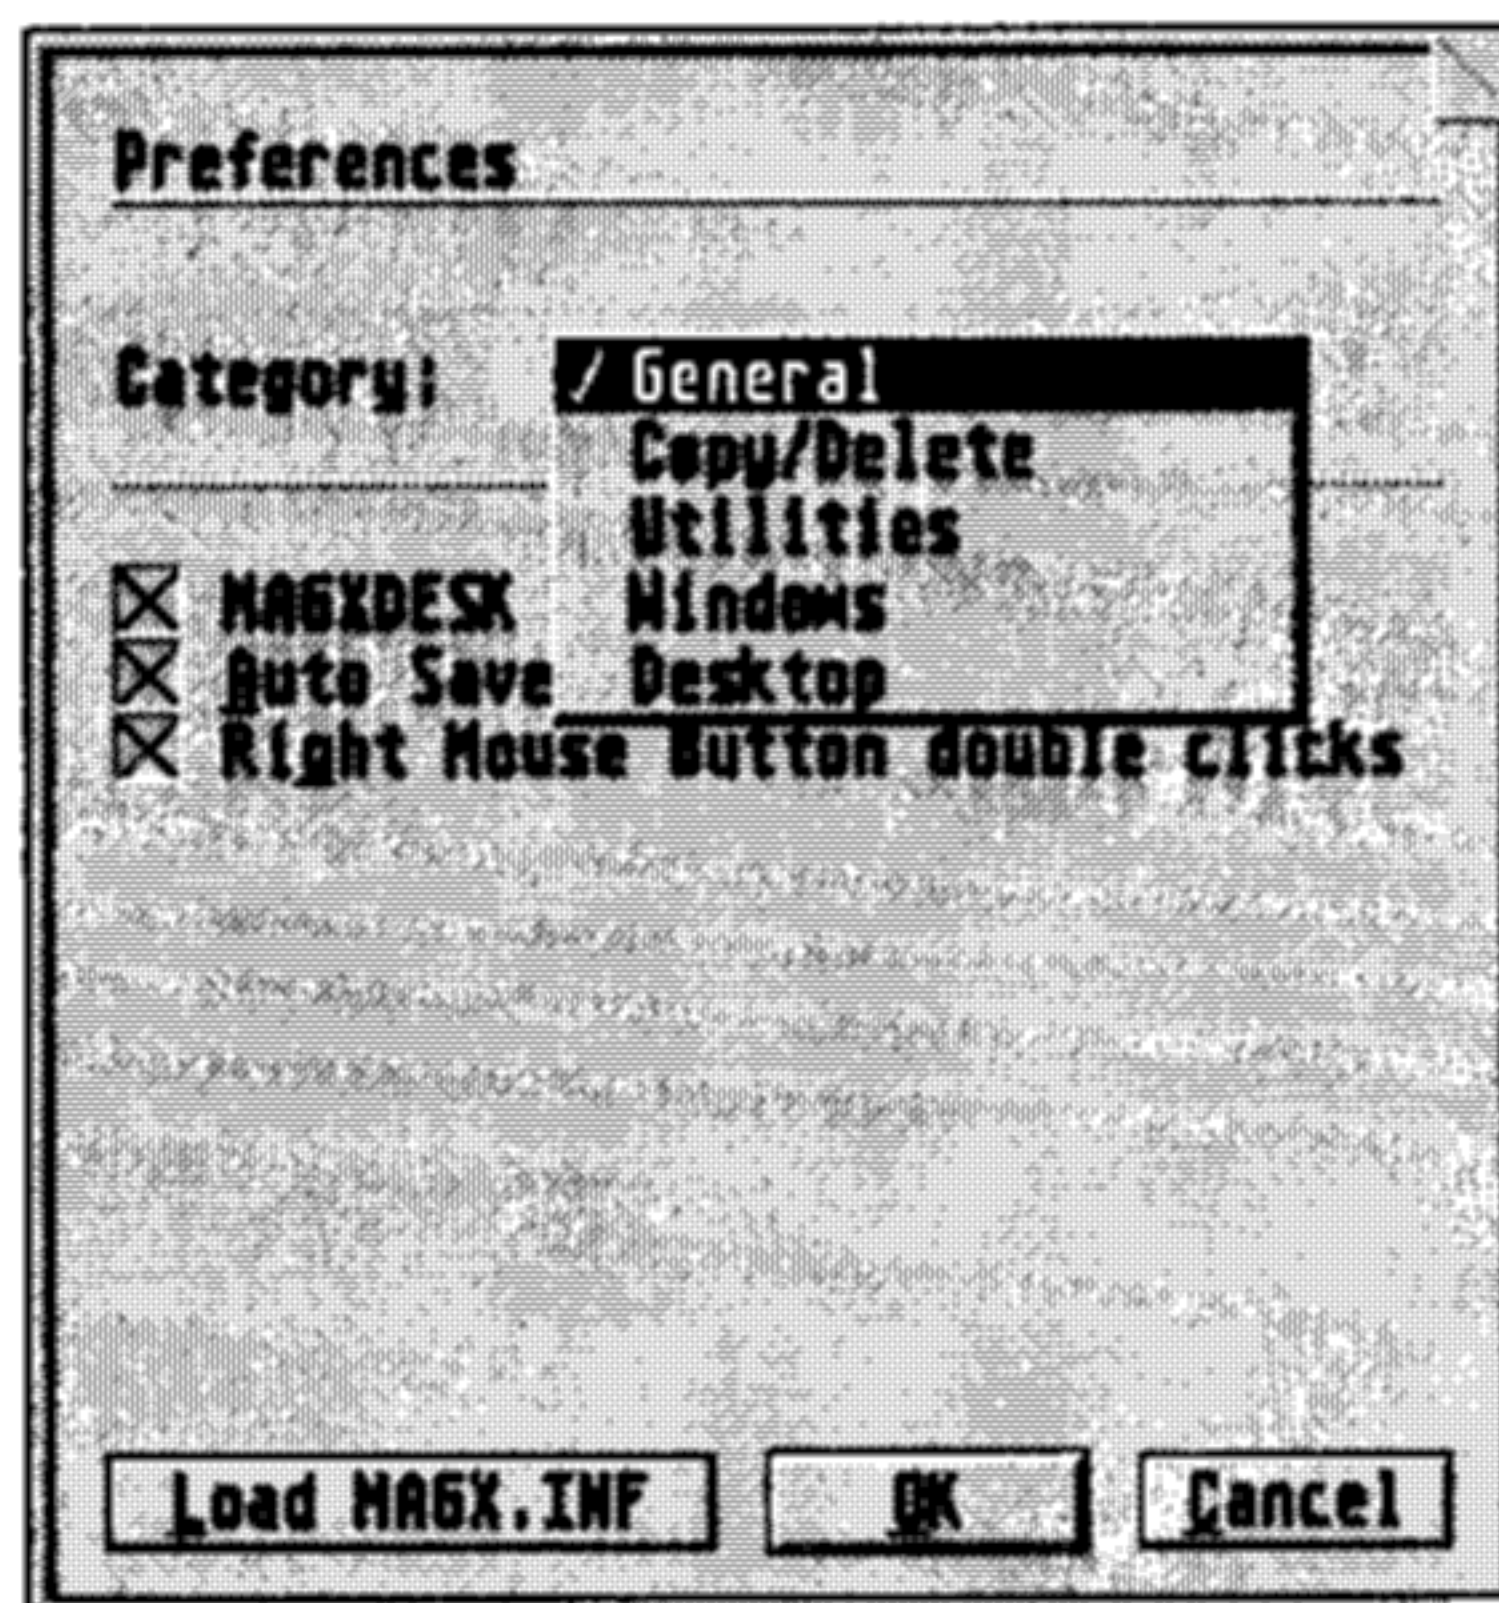 Preferences
Category: ✓ General
Copy/Delete
Utilities
Windows
Desktop
MAGXDESK
Auto Save
Right Mouse Button double clicks
Load MAGX.INF OK Cancel